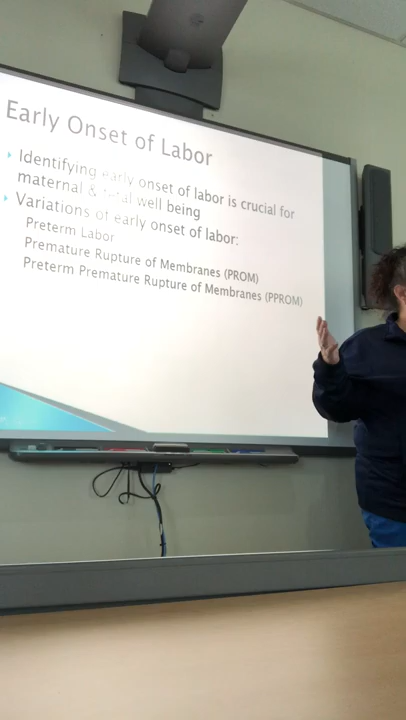 Early Onset of Labor
Identifying early onset of labor is crucial for
maternal & fetal well being
Variations of early onset of labor:
Preterm Labor
Premature Rupture of Membranes (PROM)
Preterm Premature Rupture of Membranes (PPROM)